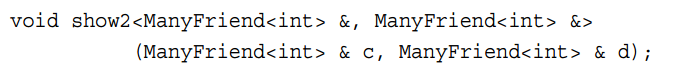 void show2<ManyFriend<int> &, ManyFriend<int> &>
(ManyFriend<int> & c, ManyFriend<int> & d);